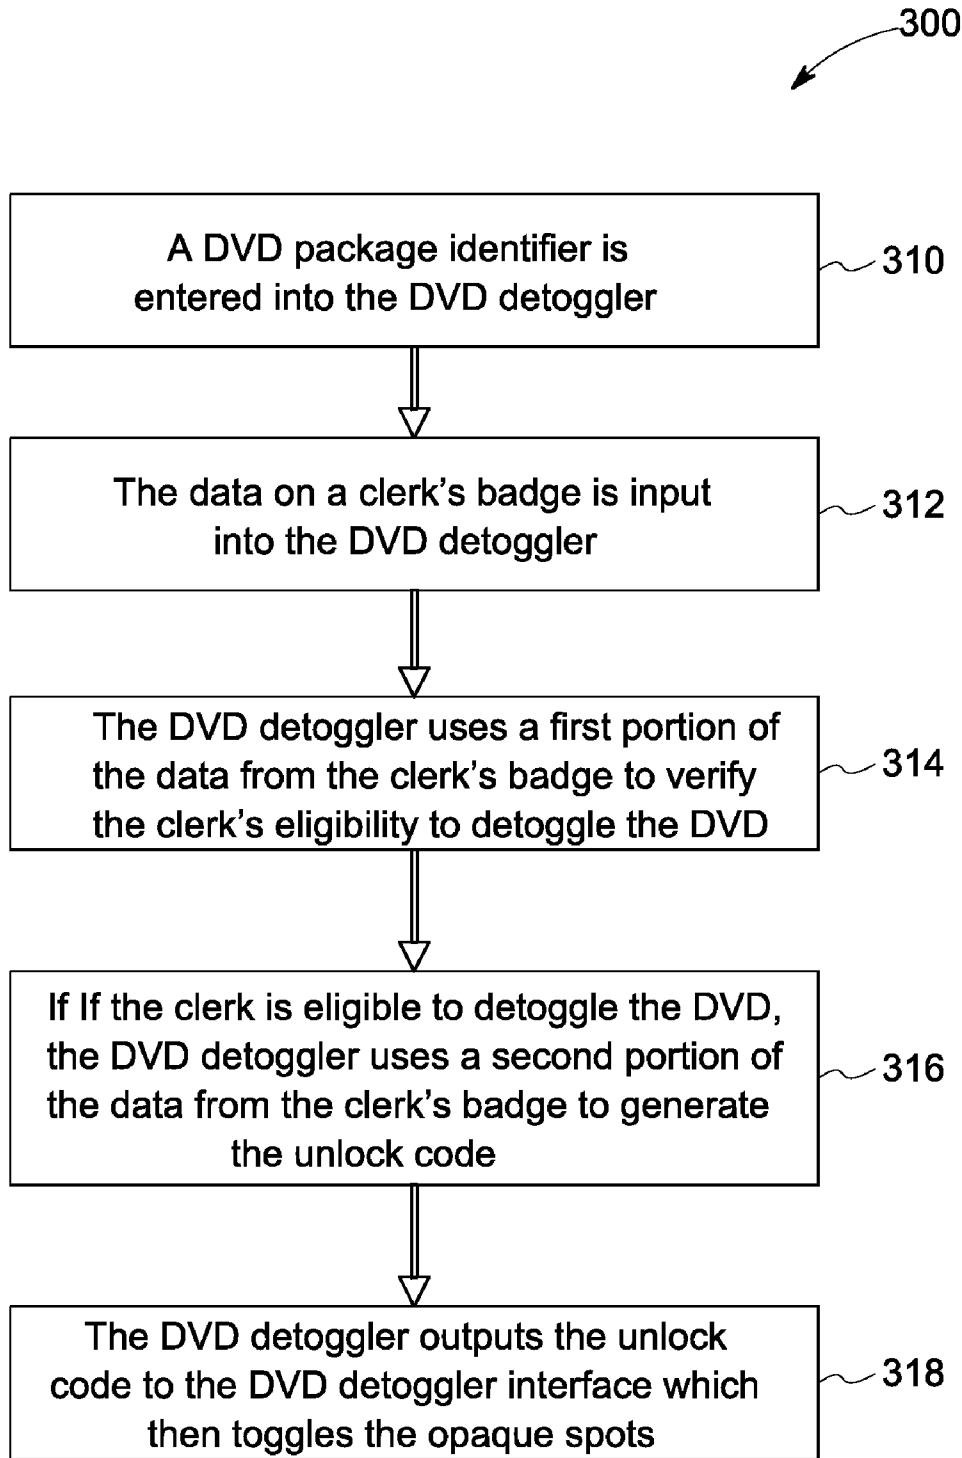 300
A DVD package identifier is
entered into the DVD detoggler
310
The data on a clerk's badge is input
into the DVD detoggler
312
The DVD detoggler uses a first portion of
the data from the clerk's badge to verify
the clerk's eligibility to detoggle the DVD
314
If If the clerk is eligible to detoggle the DVD,
the DVD detoggler uses a second portion of
the data from the clerk's badge to generate
the unlock code
316
The DVD detoggler outputs the unlock
code to the DVD detoggler interface which
then toggles the opaque spots
318